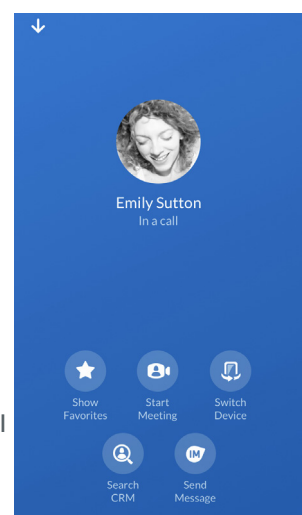 Emily Sutton
In a call
Show
Favorites
Start
Meeting
Switch
Device
Search
CRM
IM
Send
Message